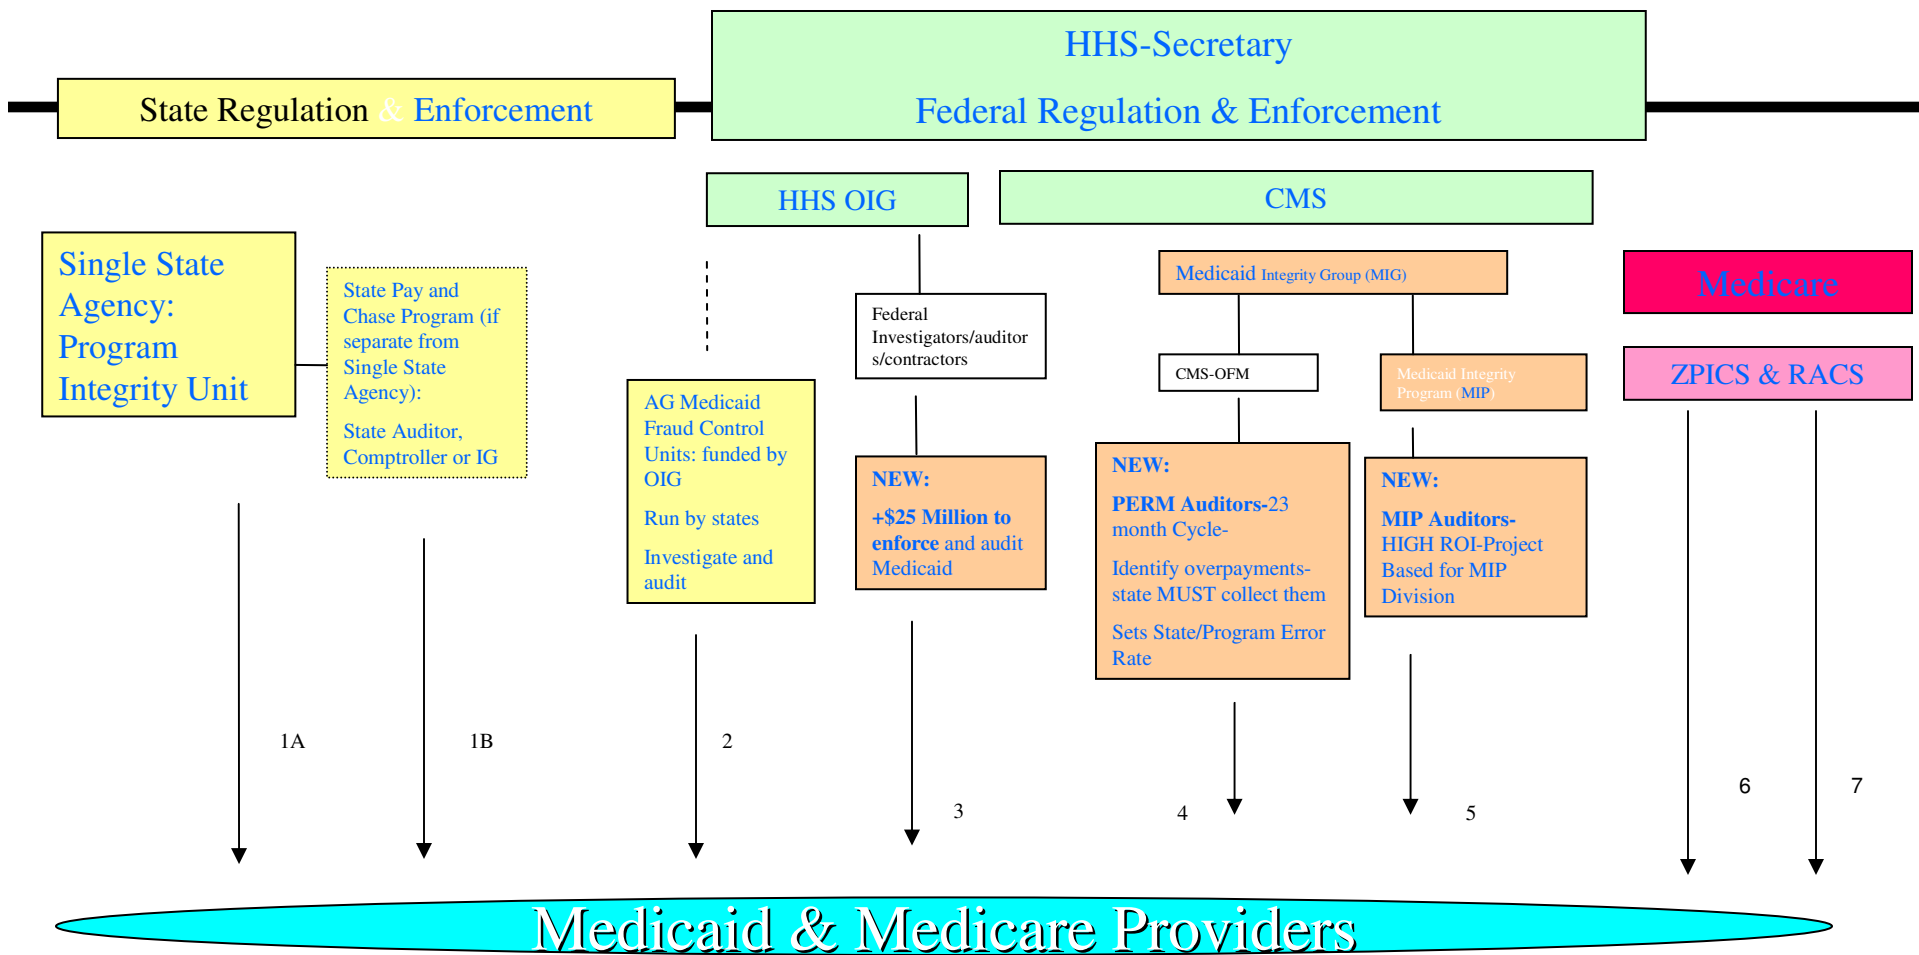 HHS-Secretary
Federal Regulation & Enforcement
State Regulation & Enforcement
HHS OIG
CMS
Single State
Agency:
Program
Integrity Unit
State Pay and
Chase Program (if
separate from
Single State
Agency):
State Auditor,
Comptroller or IG
AG Medicaid
Fraud Control
Units: funded by
OIG
Run by states
Investigate and
audit
Federal
Investigators/auditor
s/contractors
NEW:
+$25 Million to
enforce and audit
Medicaid
Medicaid Integrity Group (MIG)
CMS-OFM
NEW:
PERM Auditors-23
month Cycle-
Identify overpayments-
state MUST collect them
Sets State/Program Error
Rate
Medicaid Integrity
Program (MIP)
NEW:
MIP Auditors-
HIGH ROI-Project
Based for MIP
Division
Medicare
ZPICS & RACS
1A
1B
2
3
4
5
6
7
Medicaid & Medicare Providers